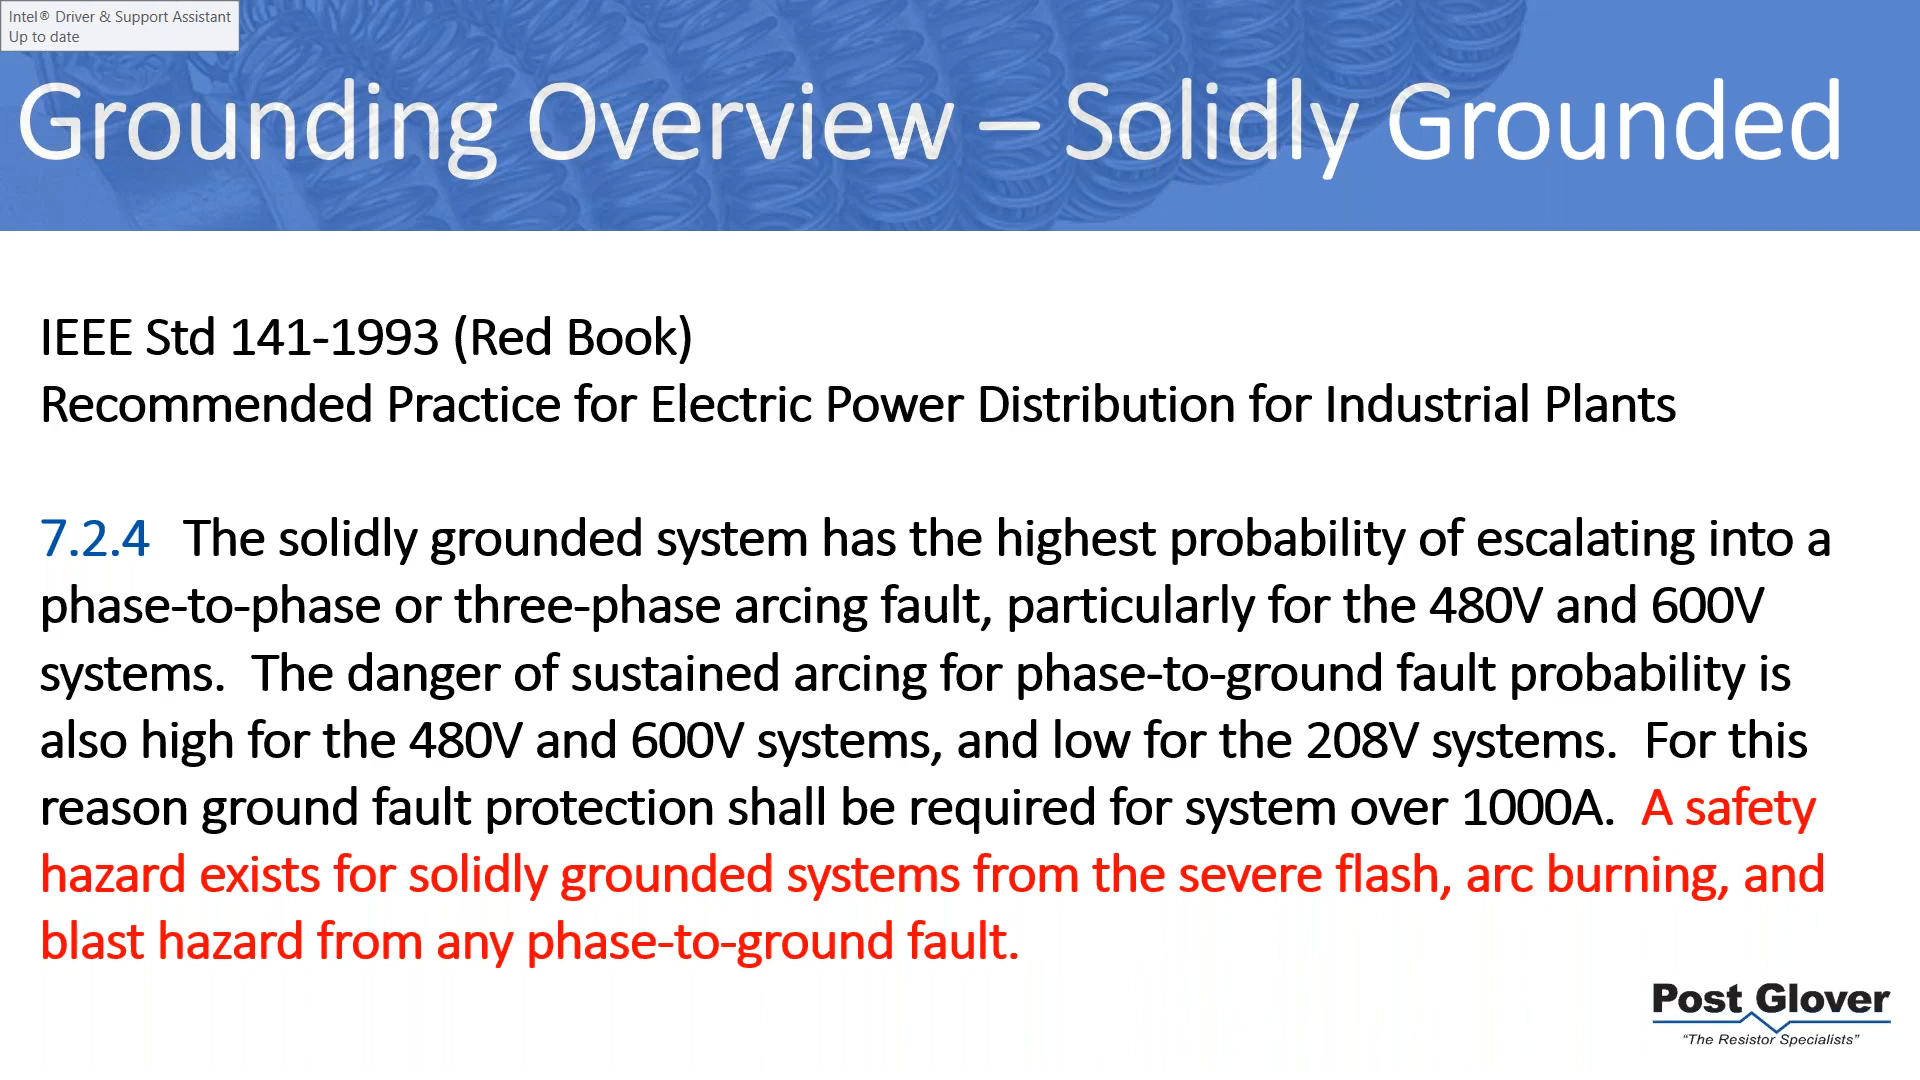 Intel® Driver & Support Assistant
Up to date
Grounding Overview – Solidly Grounded
IEEE Std 141-1993 (Red Book)
Recommended Practice for Electric Power Distribution for Industrial Plants
7.2.4 The solidly grounded system has the highest probability of escalating into a
phase-to-phase or three-phase arcing fault, particularly for the 480V and 600V
systems. The danger of sustained arcing for phase-to-ground fault probability is
also high for the 480V and 600V systems, and low for the 208V systems. For this
reason ground fault protection shall be required for system over 1000A. A safety
hazard exists for solidly grounded systems from the severe flash, arc burning, and
blast hazard from any phase-to-ground fault.
Post Glover
“The Resistor Specialists”